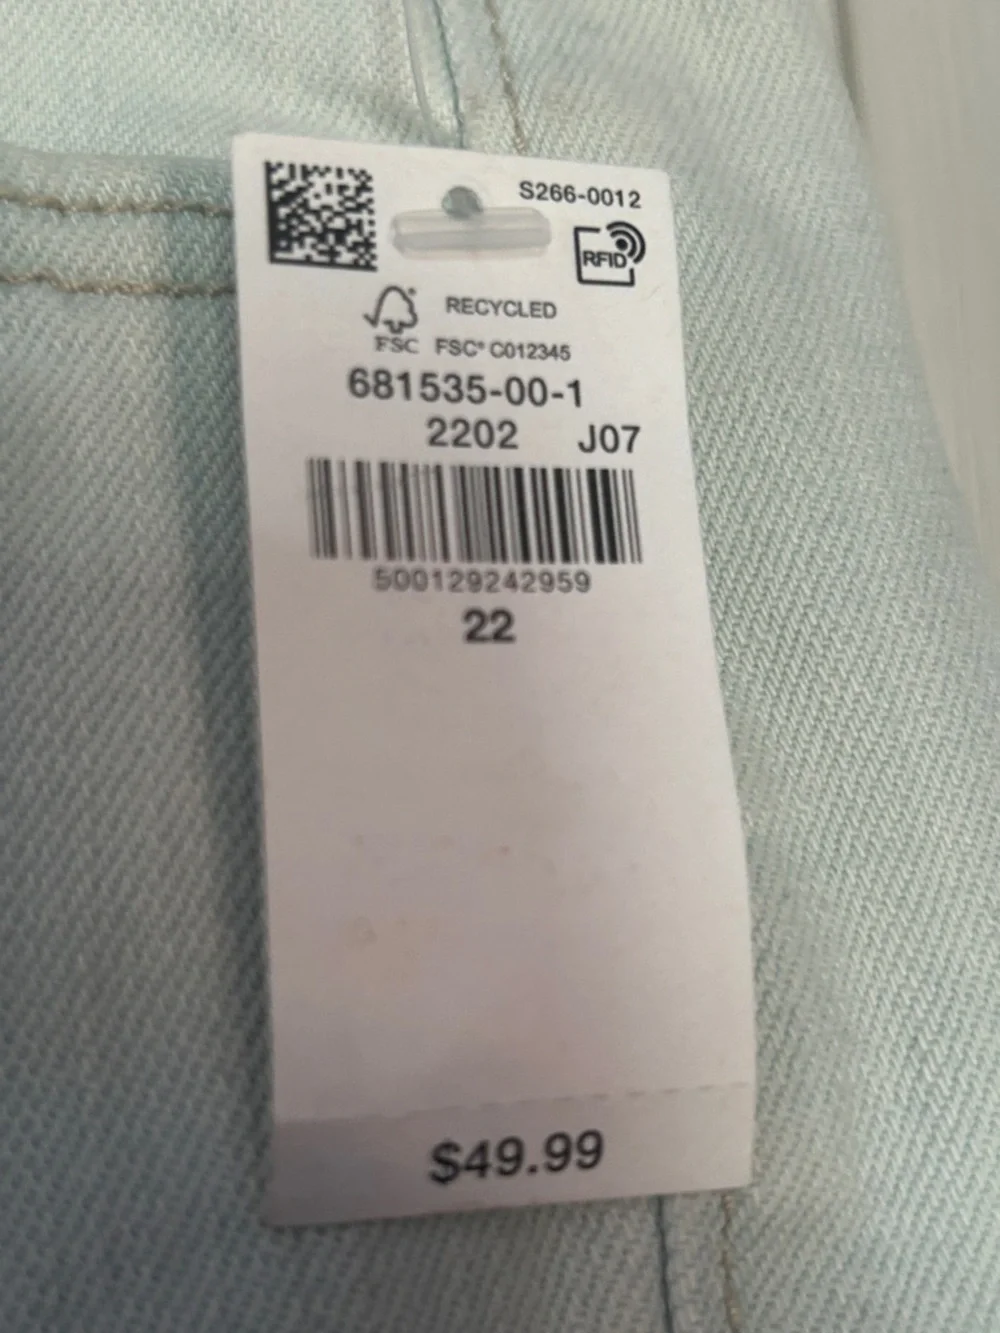 S266-0012
RFID
RECYCLED
FSC FSC® C012345
681535-00-1
2202 J07
500129242959
22
$49.99